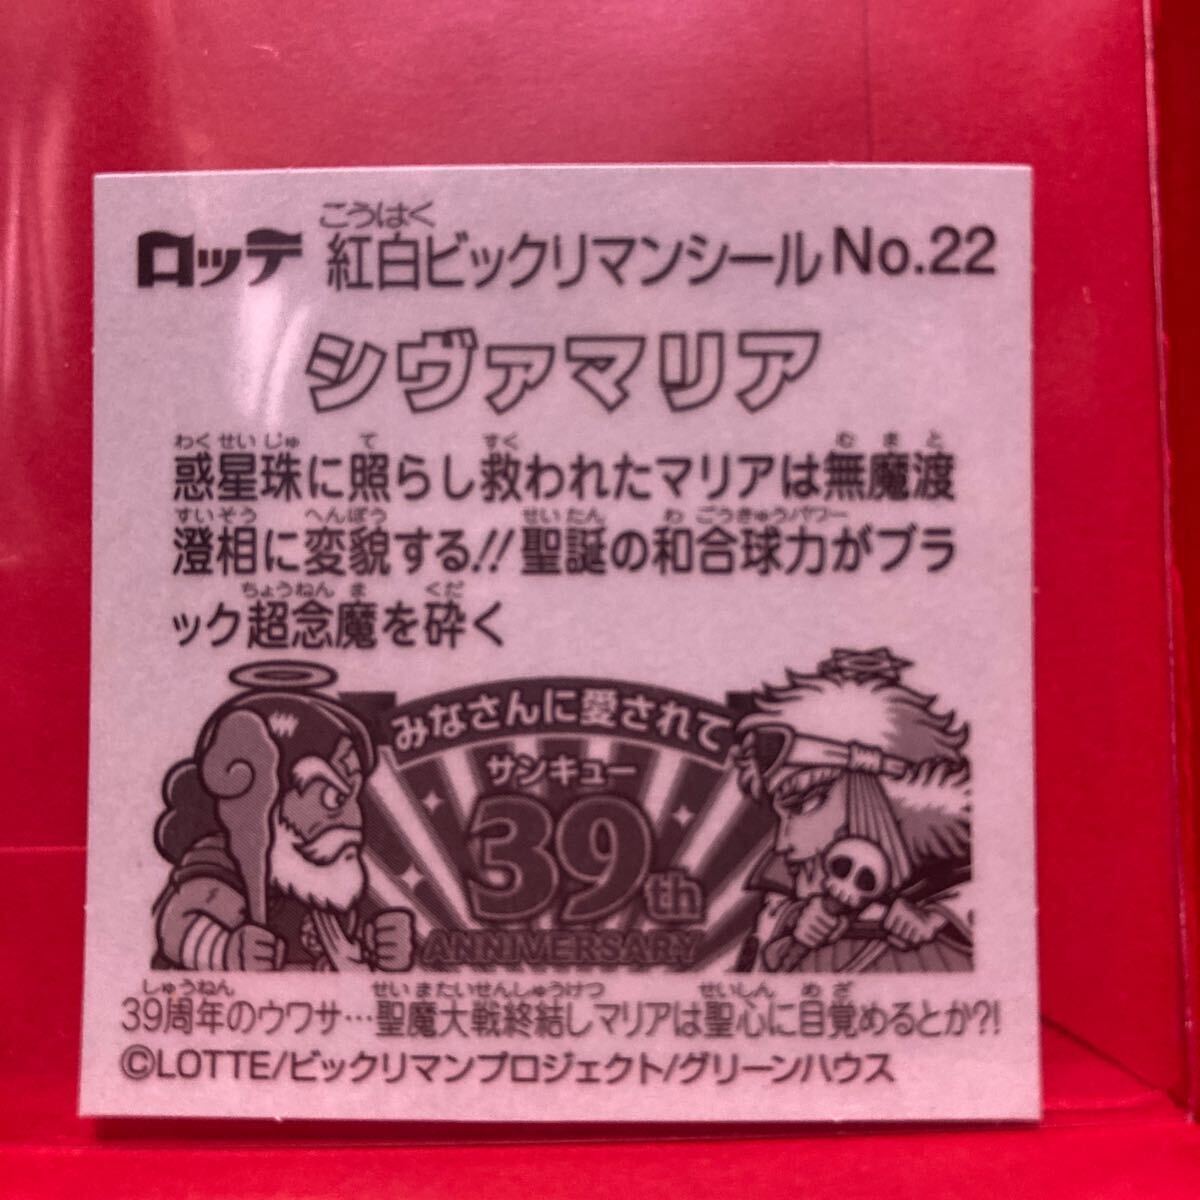 こうはく
ロッテ 紅白ビックリマンシール No.22
シヴァマリア
わくせいじゅ て すく むまと
惑星珠に照らし救われたマリアは無魔渡
すいそう へんぼう せいたん わごうきゅうパワー
澄相に変貌する!!聖誕の和合球力がブラ
ちょうねんま くだ
ック超念魔を砕く
みなさんに愛されて
サンキュー
39th
ANNIVERSARY
しゅうねん せいまたいせんしゅうけつ せいしん めざ
39周年のウワサ…聖魔大戦終結しマリアは聖心に目覚めるとか?!
©LOTTE/ビックリマンプロジェクト/グリーンハウス